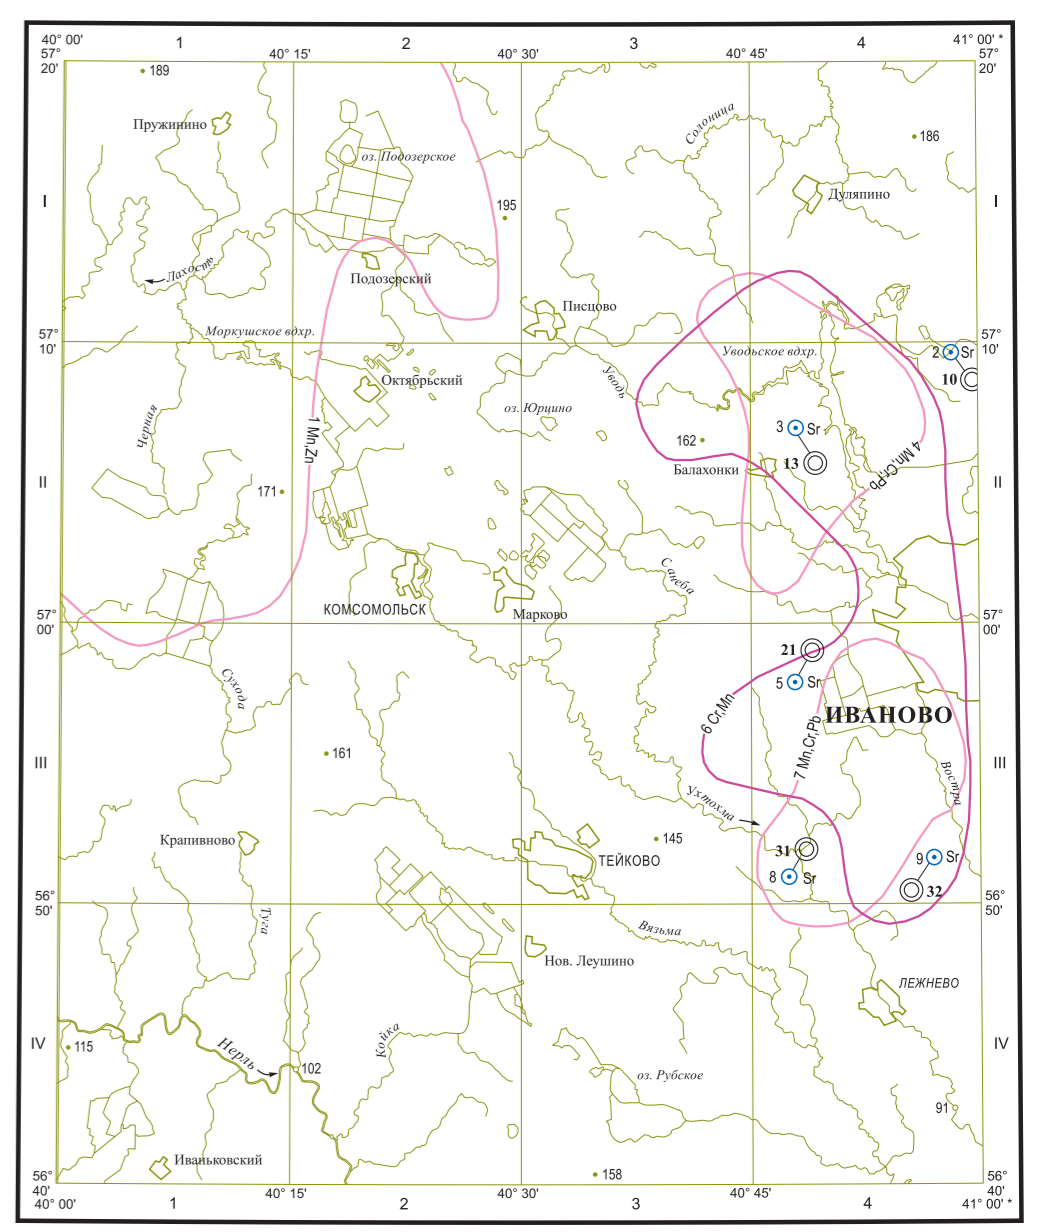 40° 00'
1
2
3
4
41° 00' *
57°
20'
40° 15'
40° 30'
40° 45'
57°
20'
189
Пружинино
оз. Подозерское
Солоница
186
I
I
195
Дуляпино
Лахость
Подозерский
Писцово
57°
10'
Моркушское вдхр.
Уводьское вдхр.
57°
10'
2 Sr
10
Октябрьский
Уводь
оз. Юрцино
Черная
1 Mn,Zn
3 Sr
162
13
4 Mn,Cr,Pb
Балахонки
II
171
II
Санеба
КОМСОМОЛЬСК
Марково
57°
00'
57°
00'
21
5 Sr
Сухода
6 Cr,Mn
ИВАНОВО
7 Mn,Cr,Pb
161
III
III
Востра
Ухтохма
Крапивново
145
31
ТЕЙКОВО
9 Sr
8 Sr
32
56°
50'
56°
50'
Туга
Вязьма
Нов. Леушино
ЛЕЖНЕВО
IV
115
Нерль
102
Койка
IV
оз. Рубское
91
Иваньковский
158
56°
40'
56°
40'
40° 00'
1
40° 15'
2
40° 30'
3
40° 45'
4
41° 00' *